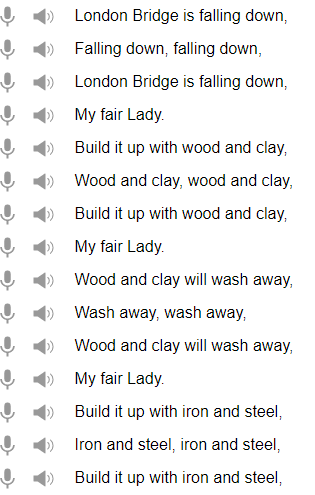 London Bridge is falling down,
Falling down, falling down,
London Bridge is falling down,
My fair Lady.
Build it up with wood and clay,
Wood and clay, wood and clay,
Build it up with wood and clay,
My fair Lady.
Wood and clay will wash away,
Wash away, wash away,
Wood and clay will wash away,
My fair Lady.
Build it up with iron and steel,
Iron and steel, iron and steel,
Build it up with iron and steel,